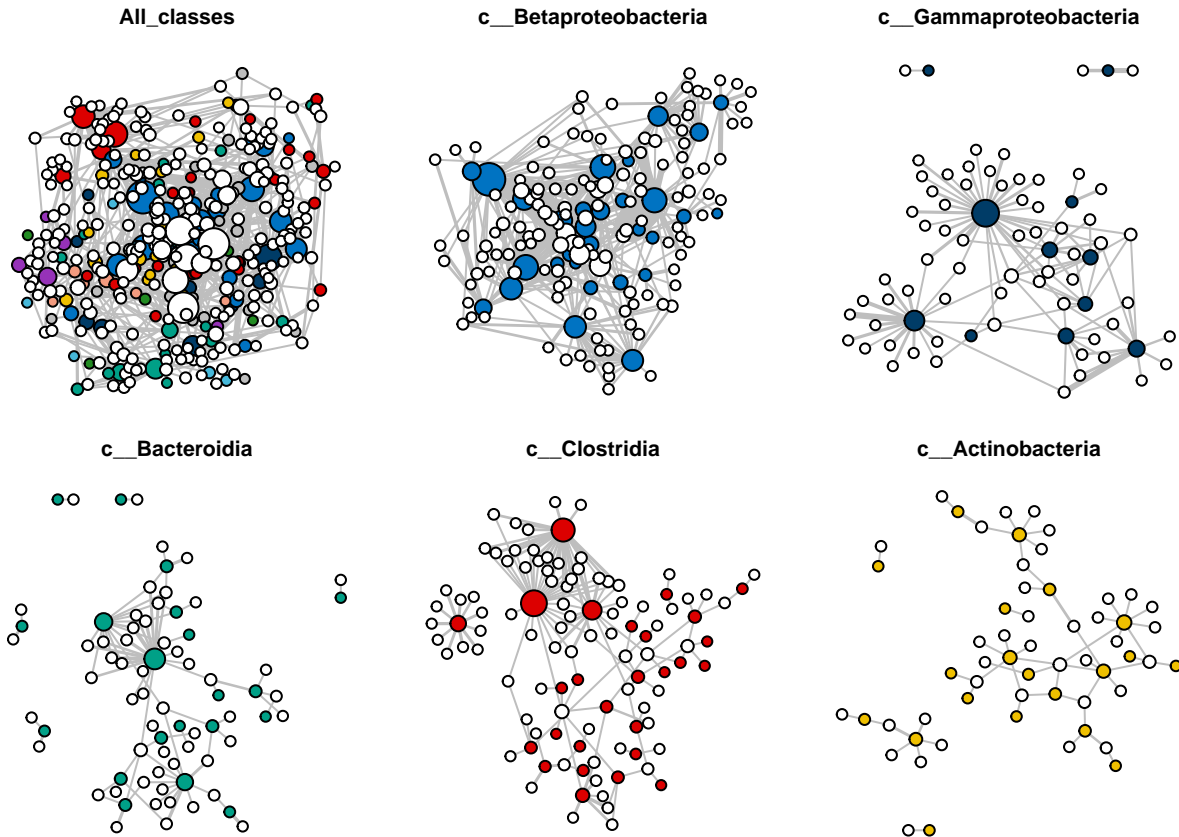 All_classes
c__Betaproteobacteria
c__Gammaproteobacteria
c__Bacteroidia
c__Clostridia
c__Actinobacteria